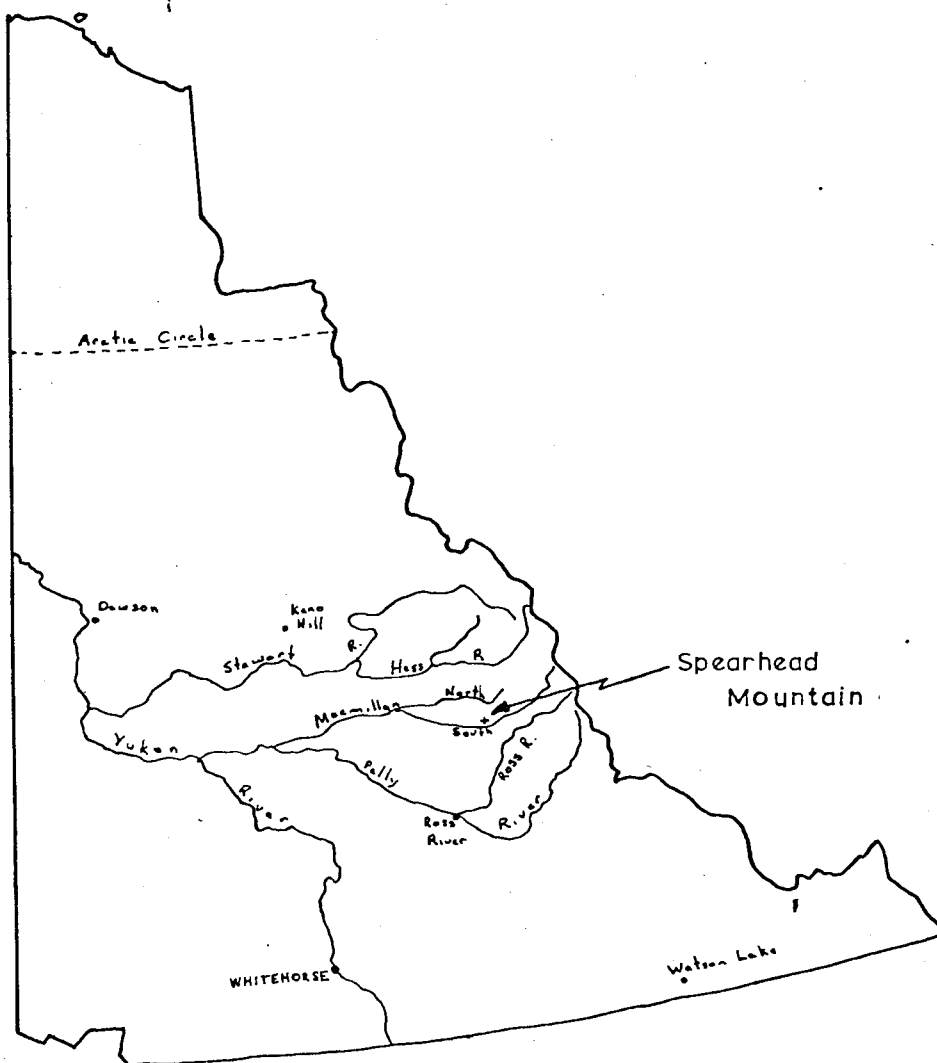 Arctic Circle
Dawson
Keno
Hill
Stewart
R.
Hess
R
Spearhead
Mountain
North
Macmillan
South
Yukon
River
Pelly
Ross R.
River
Ross
River
WHITEHORSE
Watson Lake